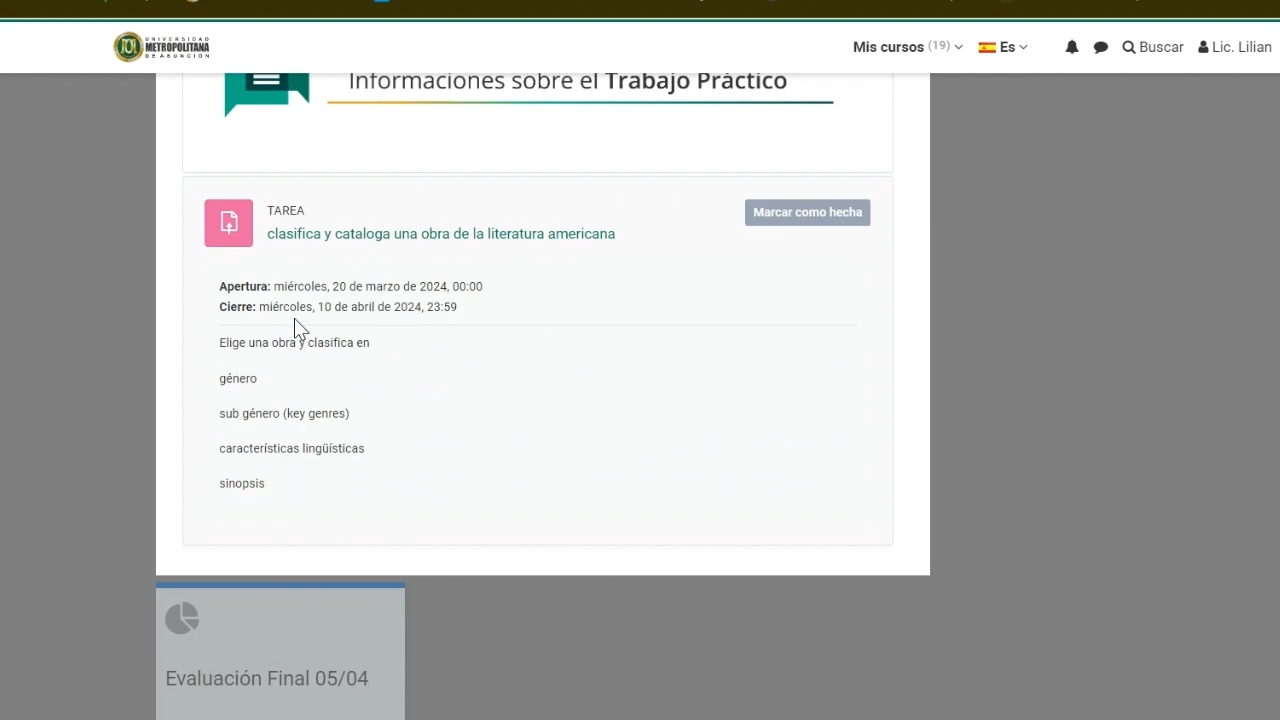 UNIVERSIDAD
METROPOLITANA
DE ASUNCIÓN
Mis cursos (19)
Es
Buscar
Lic. Lilian
Informaciones sobre el Trabajo Práctico
TAREA
Marcar como hecha
clasifica y cataloga una obra de la literatura americana
Apertura: miércoles, 20 de marzo de 2024, 00:00
Cierre: miércoles, 10 de abril de 2024, 23:59
Elige una obra y clasifica en
género
sub género (key genres)
características lingüísticas
sinopsis
Evaluación Final 05/04